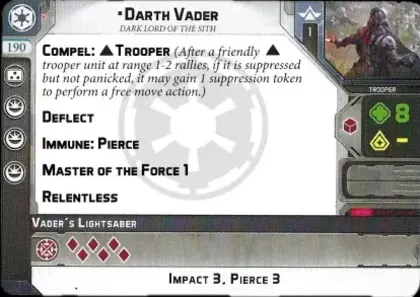 •Darth Vader
DARK LORD OF THE SITH
190
1
Compel: ▲Trooper (After a friendly ▲
trooper unit at range 1-2 rallies, if it is suppressed
but not panicked, it may gain 1 suppression token
to perform a free move action.)
Deflect
Immune: Pierce
Master of the Force 1
Relentless
TROOPER
8
–
Vader's Lightsaber
Impact 3, Pierce 3